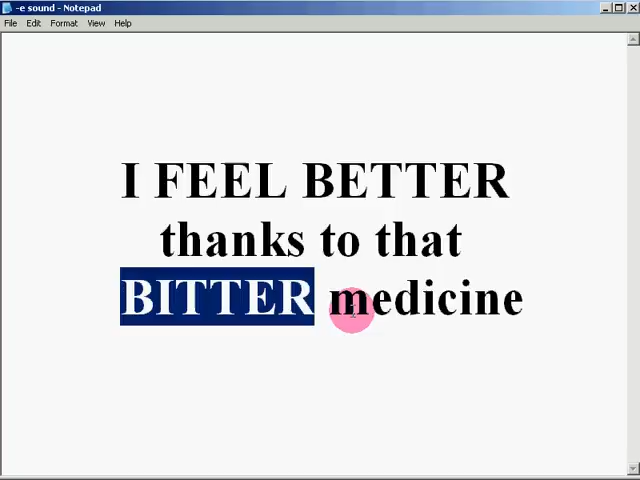 -e sound - Notepad
File Edit Format View Help
I FEEL BETTER
thanks to that
BITTER medicine